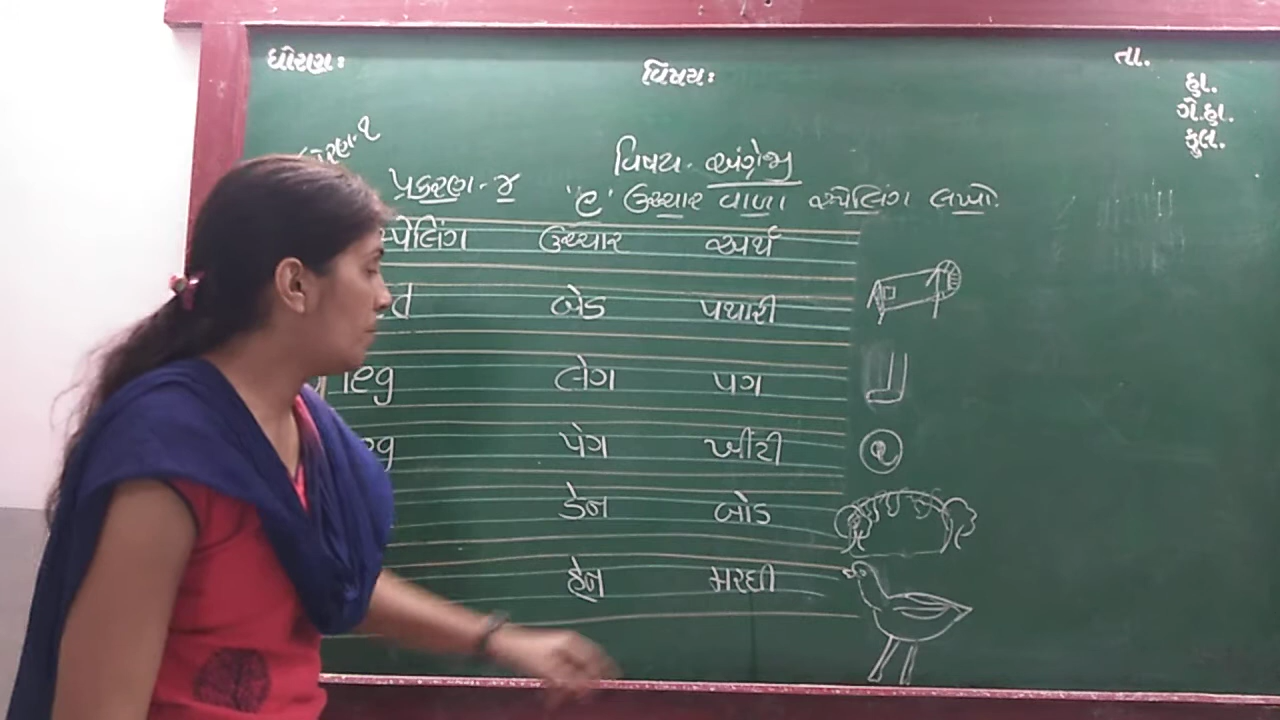 ધોરણઃ વિષયઃ તા.
હા.
ગે.હા.
કુલ.
વિષય - અંગ્રેજી
પ્રકરણ - ૪ 'e' ઉચ્ચાર વાળા સ્પેલિંગ લખો.
સ્પેલિંગ ઉચ્ચાર અર્થ
બેડ પથારી
leg લેગ પગ
પેગ ખીંટી
ડેન બોડ
હેન મરઘી